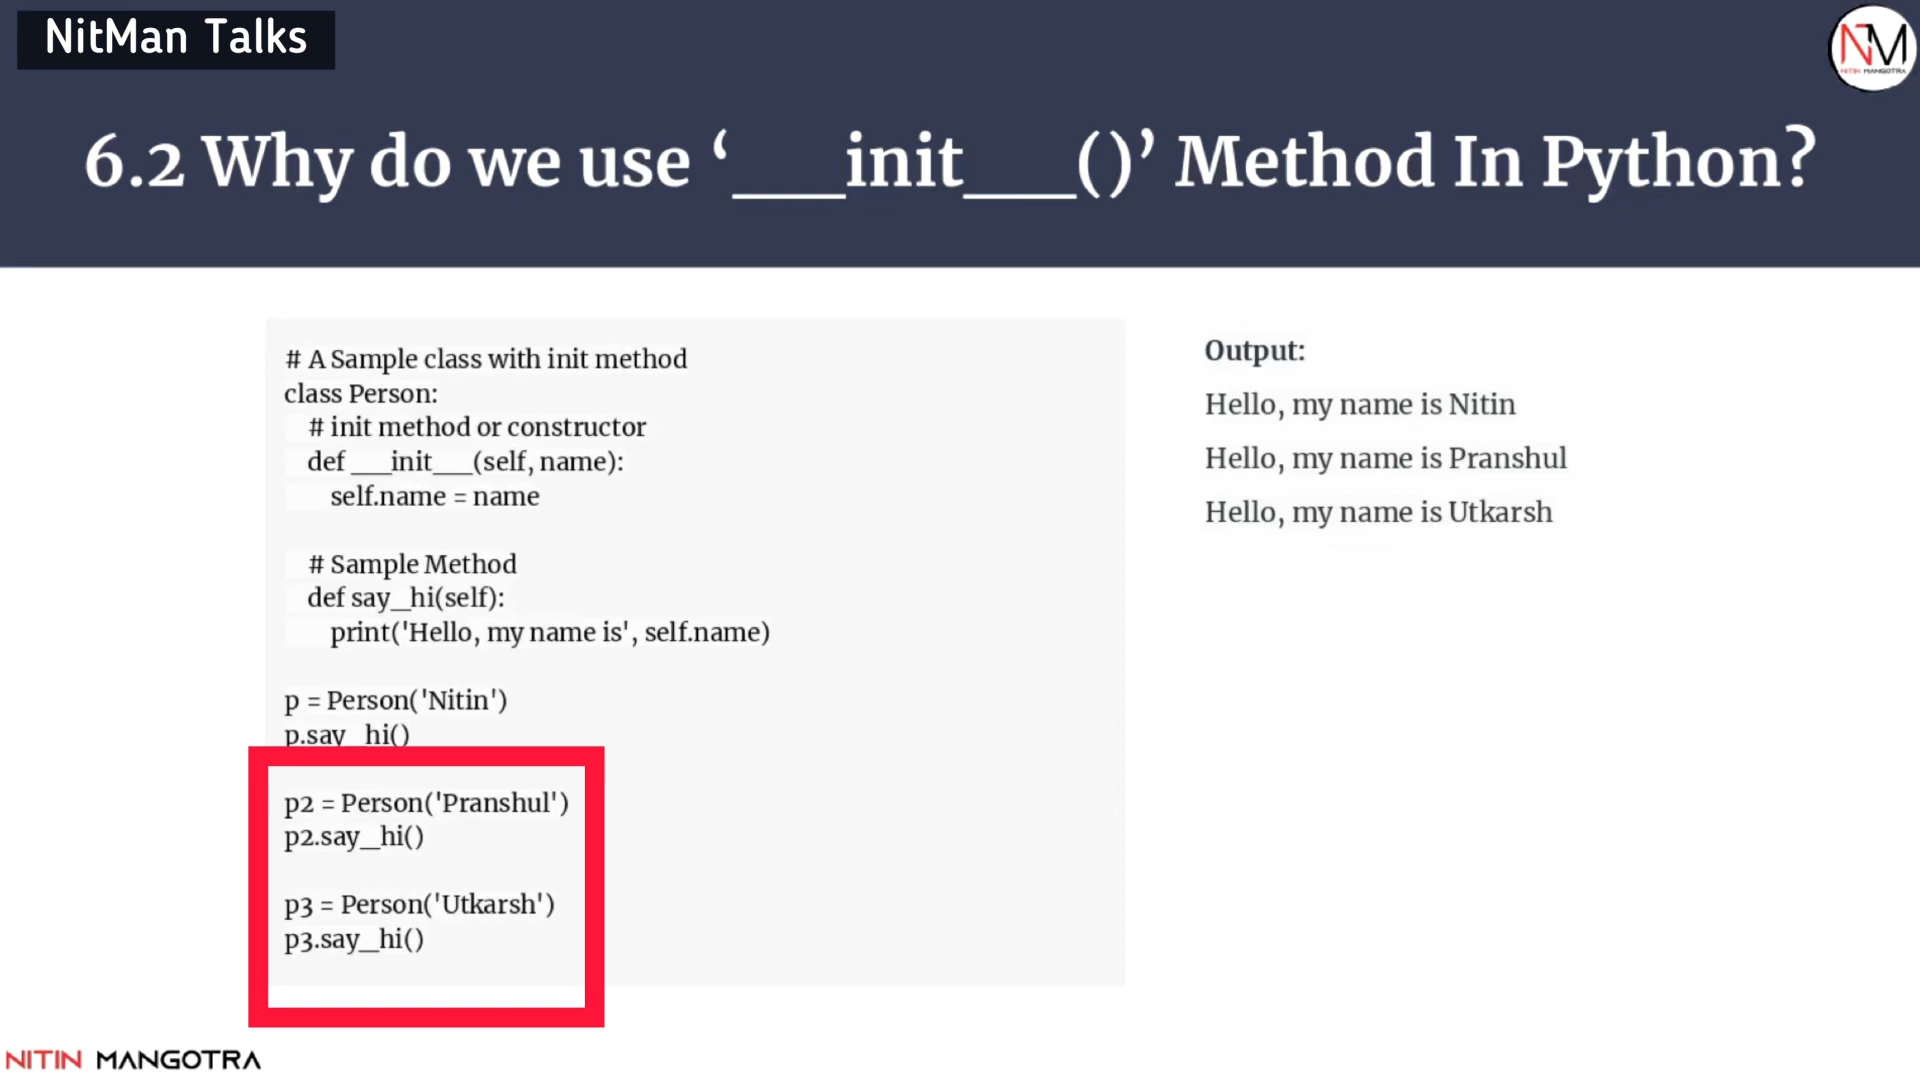 NitMan Talks
NM
NITIN MANGOTRA
6.2 Why do we use ‘__init__()’ Method In Python?
# A Sample class with init method
class Person:
    # init method or constructor
    def __init__(self, name):
        self.name = name
    # Sample Method
    def say_hi(self):
        print('Hello, my name is', self.name)
p = Person('Nitin')
p.say_hi()
p2 = Person('Pranshul')
p2.say_hi()
p3 = Person('Utkarsh')
p3.say_hi()
Output:
Hello, my name is Nitin
Hello, my name is Pranshul
Hello, my name is Utkarsh
NITIN MANGOTRA